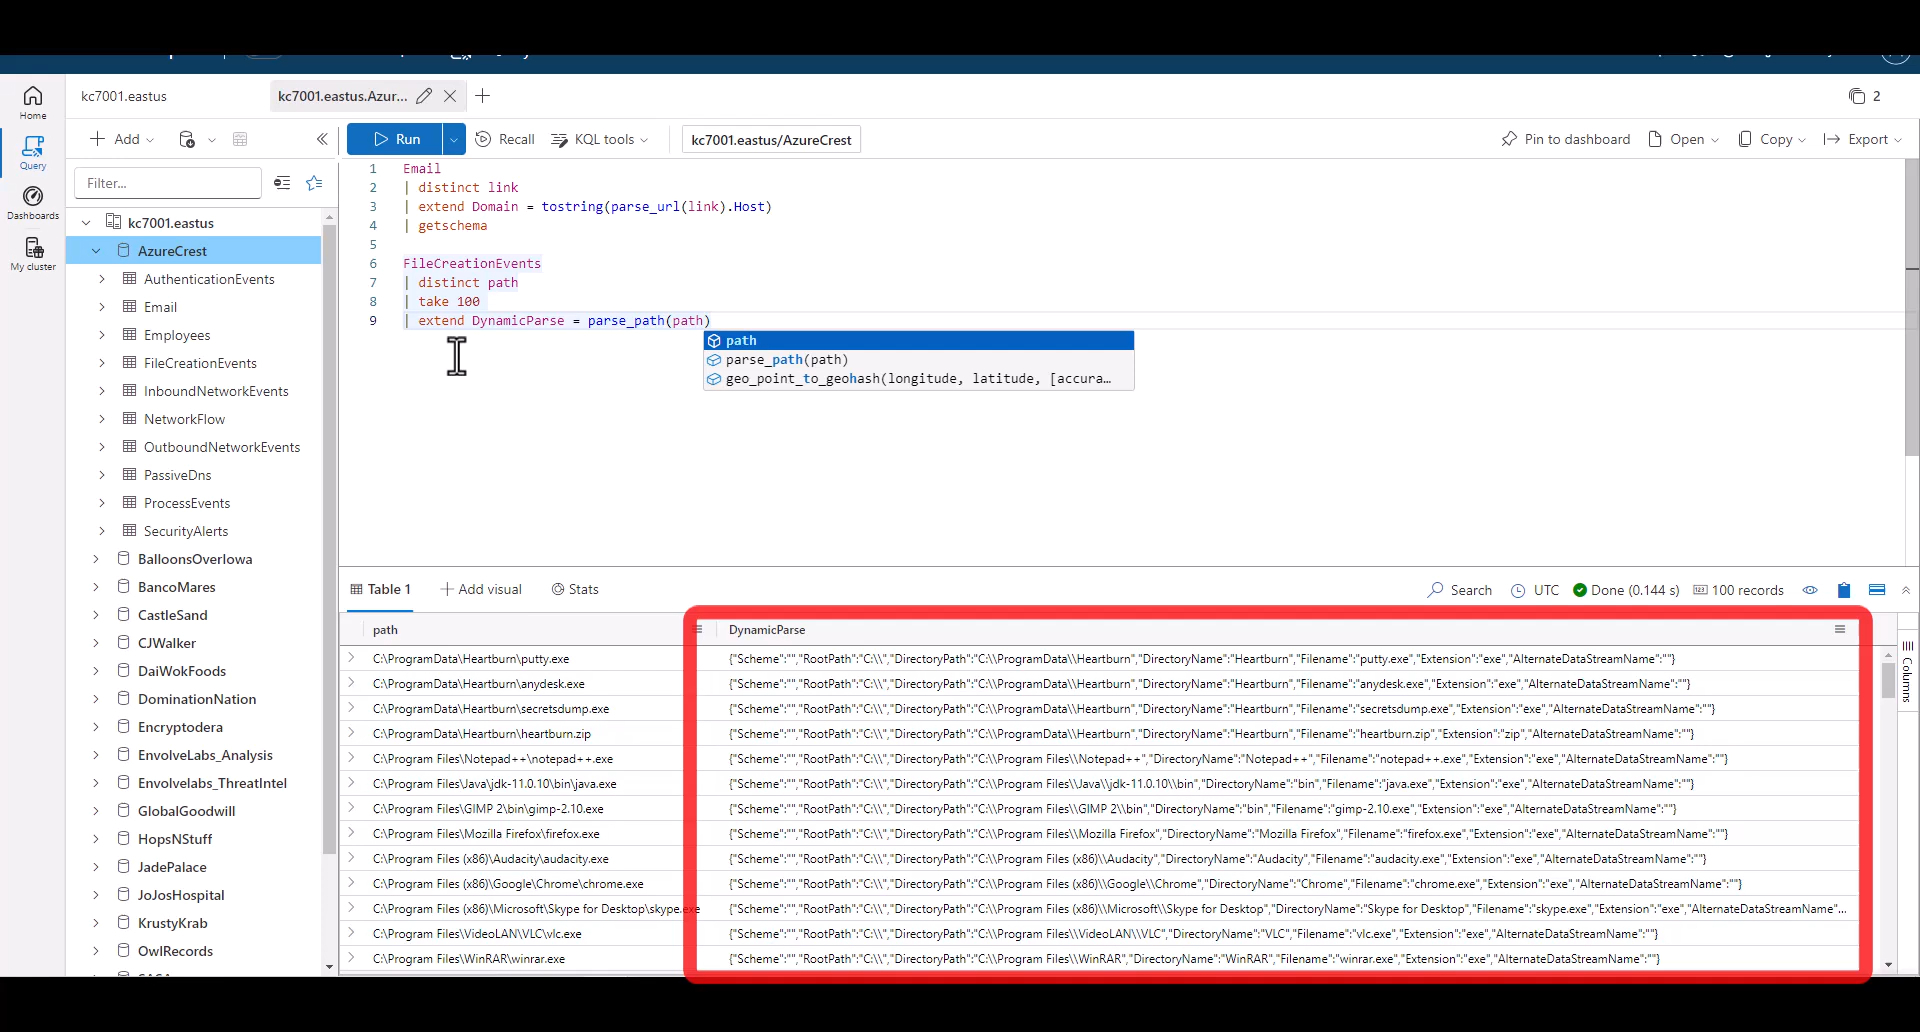 kc7001.eastus
kc7001.eastus.Azur...
2
Home
Query
Dashboards
My cluster
Add
Run
Recall
KQL tools
kc7001.eastus/AzureCrest
Pin to dashboard
Open
Copy
Export
Filter...
kc7001.eastus
AzureCrest
AuthenticationEvents
Email
Employees
FileCreationEvents
InboundNetworkEvents
NetworkFlow
OutboundNetworkEvents
PassiveDns
ProcessEvents
SecurityAlerts
BalloonsOverIowa
BancoMares
CastleSand
CJWalker
DaiWokFoods
DominationNation
Encryptodera
EnvolveLabs_Analysis
Envolvelabs_ThreatIntel
GlobalGoodwill
HopsNStuff
JadePalace
JoJosHospital
KrustyKrab
OwlRecords
1 Email
2 | distinct link
3 | extend Domain = tostring(parse_url(link).Host)
4 | getschema
5
6 FileCreationEvents
7 | distinct path
8 | take 100
9 | extend DynamicParse = parse_path(path)
path
parse_path(path)
geo_point_to_geohash(longitude, latitude, [accura...
Table 1
Add visual
Stats
Search
UTC
Done (0.144 s)
100 records
Columns
path DynamicParse
C:\ProgramData\Heartburn\putty.exe {"Scheme":"","RootPath":"C:\\","DirectoryPath":"C:\\ProgramData\\Heartburn","DirectoryName":"Heartburn","Filename":"putty.exe","Extension":"exe","AlternateDataStreamName":""}
C:\ProgramData\Heartburn\anydesk.exe {"Scheme":"","RootPath":"C:\\","DirectoryPath":"C:\\ProgramData\\Heartburn","DirectoryName":"Heartburn","Filename":"anydesk.exe","Extension":"exe","AlternateDataStreamName":""}
C:\ProgramData\Heartburn\secretsdump.exe {"Scheme":"","RootPath":"C:\\","DirectoryPath":"C:\\ProgramData\\Heartburn","DirectoryName":"Heartburn","Filename":"secretsdump.exe","Extension":"exe","AlternateDataStreamName":""}
C:\ProgramData\Heartburn\heartburn.zip {"Scheme":"","RootPath":"C:\\","DirectoryPath":"C:\\ProgramData\\Heartburn","DirectoryName":"Heartburn","Filename":"heartburn.zip","Extension":"zip","AlternateDataStreamName":""}
C:\Program Files\Notepad++\notepad++.exe {"Scheme":"","RootPath":"C:\\","DirectoryPath":"C:\\Program Files\\Notepad++","DirectoryName":"Notepad++","Filename":"notepad++.exe","Extension":"exe","AlternateDataStreamName":""}
C:\Program Files\Java\jdk-11.0.10\bin\java.exe {"Scheme":"","RootPath":"C:\\","DirectoryPath":"C:\\Program Files\\Java\\jdk-11.0.10\\bin","DirectoryName":"bin","Filename":"java.exe","Extension":"exe","AlternateDataStreamName":""}
C:\Program Files\GIMP 2\bin\gimp-2.10.exe {"Scheme":"","RootPath":"C:\\","DirectoryPath":"C:\\Program Files\\GIMP 2\\bin","DirectoryName":"bin","Filename":"gimp-2.10.exe","Extension":"exe","AlternateDataStreamName":""}
C:\Program Files\Mozilla Firefox\firefox.exe {"Scheme":"","RootPath":"C:\\","DirectoryPath":"C:\\Program Files\\Mozilla Firefox","DirectoryName":"Mozilla Firefox","Filename":"firefox.exe","Extension":"exe","AlternateDataStreamName":""}
C:\Program Files (x86)\Audacity\audacity.exe {"Scheme":"","RootPath":"C:\\","DirectoryPath":"C:\\Program Files (x86)\\Audacity","DirectoryName":"Audacity","Filename":"audacity.exe","Extension":"exe","AlternateDataStreamName":""}
C:\Program Files (x86)\Google\Chrome\chrome.exe {"Scheme":"","RootPath":"C:\\","DirectoryPath":"C:\\Program Files (x86)\\Google\\Chrome","DirectoryName":"Chrome","Filename":"chrome.exe","Extension":"exe","AlternateDataStreamName":""}
C:\Program Files (x86)\Microsoft\Skype for Desktop\skype.exe {"Scheme":"","RootPath":"C:\\","DirectoryPath":"C:\\Program Files (x86)\\Microsoft\\Skype for Desktop","DirectoryName":"Skype for Desktop","Filename":"skype.exe","Extension":"exe","AlternateDataStreamName"...
C:\Program Files\VideoLAN\VLC\vlc.exe {"Scheme":"","RootPath":"C:\\","DirectoryPath":"C:\\Program Files\\VideoLAN\\VLC","DirectoryName":"VLC","Filename":"vlc.exe","Extension":"exe","AlternateDataStreamName":""}
C:\Program Files\WinRAR\winrar.exe {"Scheme":"","RootPath":"C:\\","DirectoryPath":"C:\\Program Files\\WinRAR","DirectoryName":"WinRAR","Filename":"winrar.exe","Extension":"exe","AlternateDataStreamName":""}